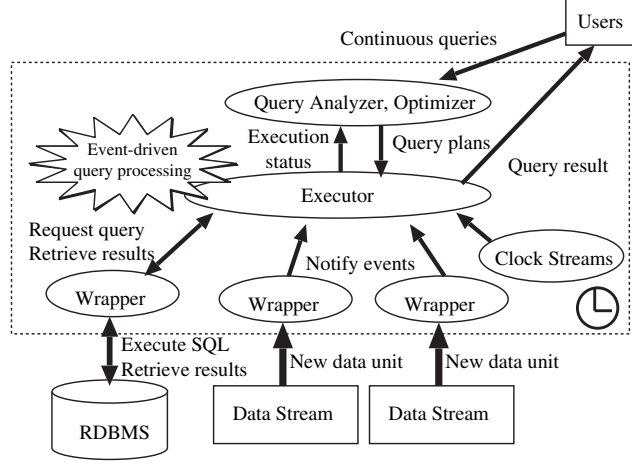 Users
Continuous queries
Query Analyzer, Optimizer
Event-driven
query processing
Execution
status
Query plans
Query result
Executor
Request query
Retrieve results
Notify events
Clock Streams
Wrapper
Wrapper
Wrapper
Execute SQL
Retrieve results
New data unit
New data unit
RDBMS
Data Stream
Data Stream